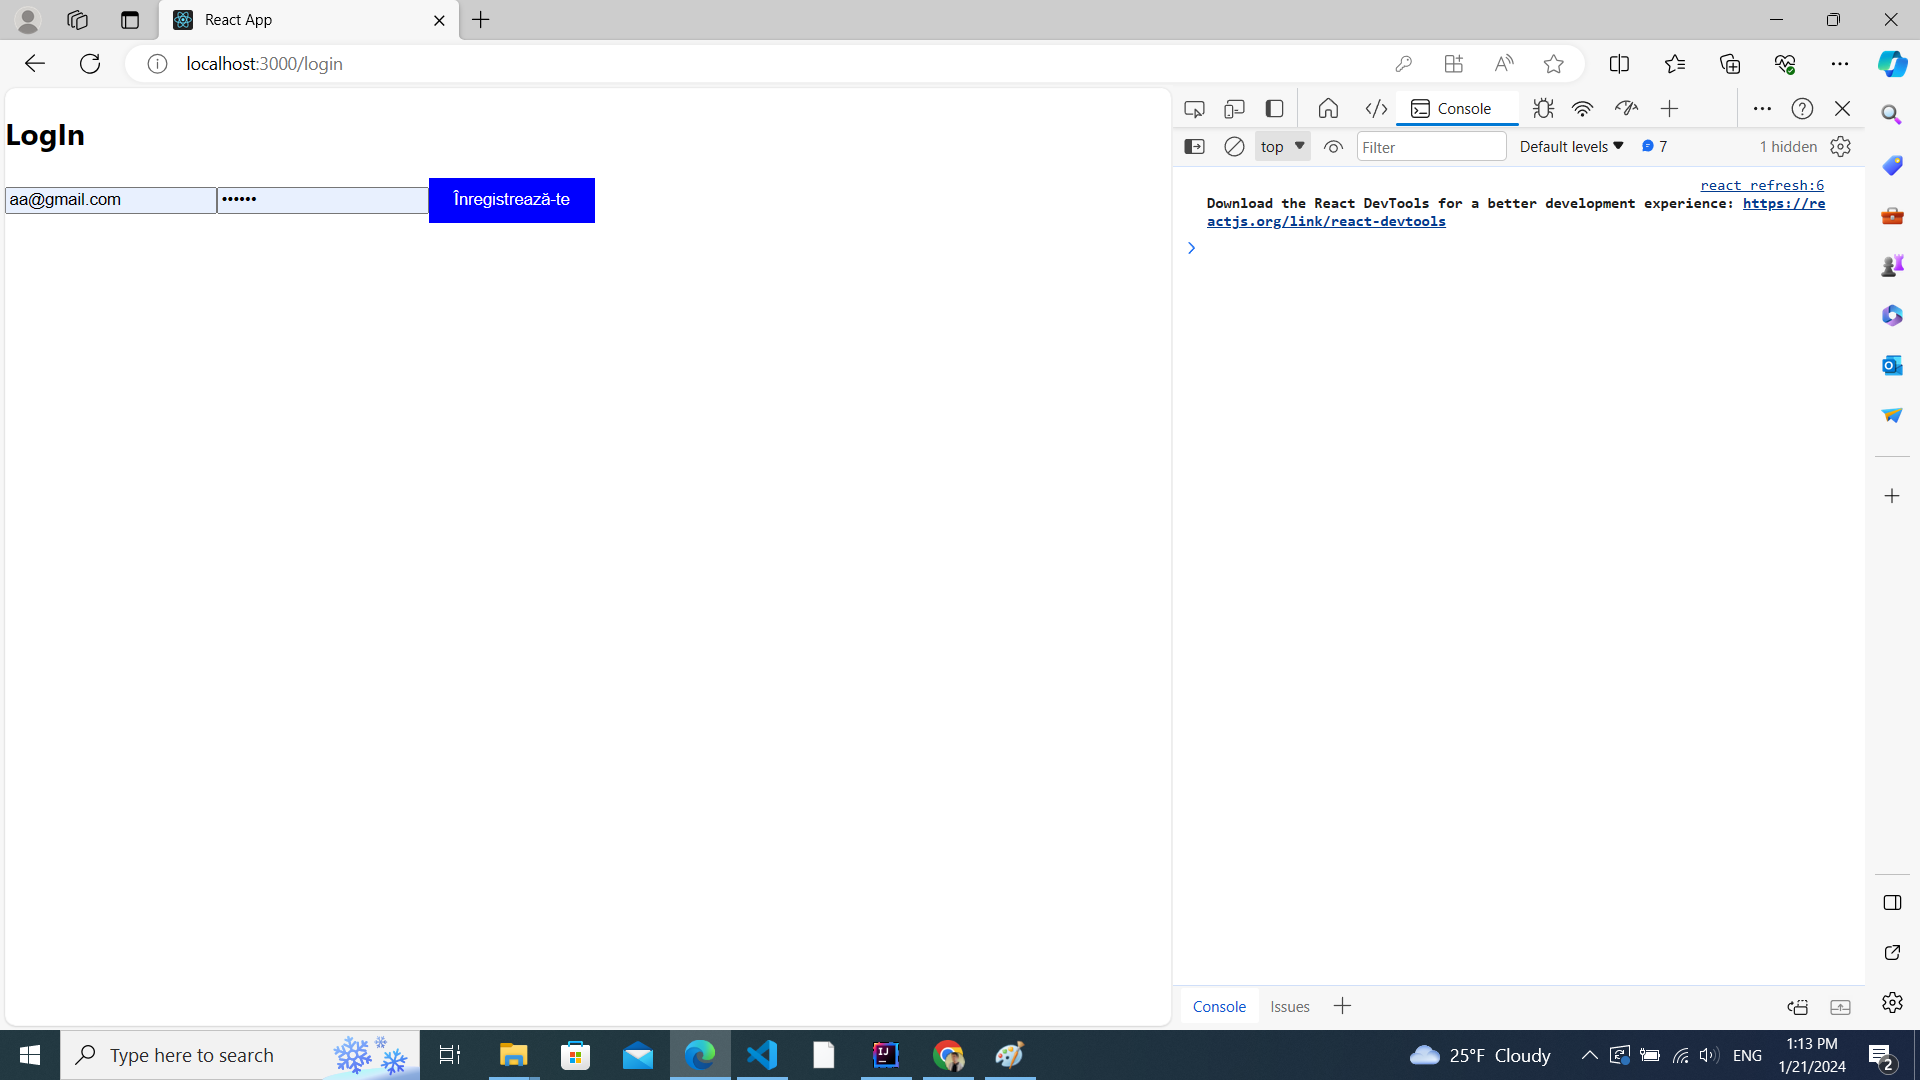 React App
localhost:3000/login
LogIn
aa@gmail.com
••••••
Înregistrează-te
Console
top
Filter
Default levels
7
1 hidden
react refresh:6
Download the React DevTools for a better development experience: https://re
actjs.org/link/react-devtools
Console
Issues
Type here to search
25°F Cloudy
ENG
1:13 PM
1/21/2024
2